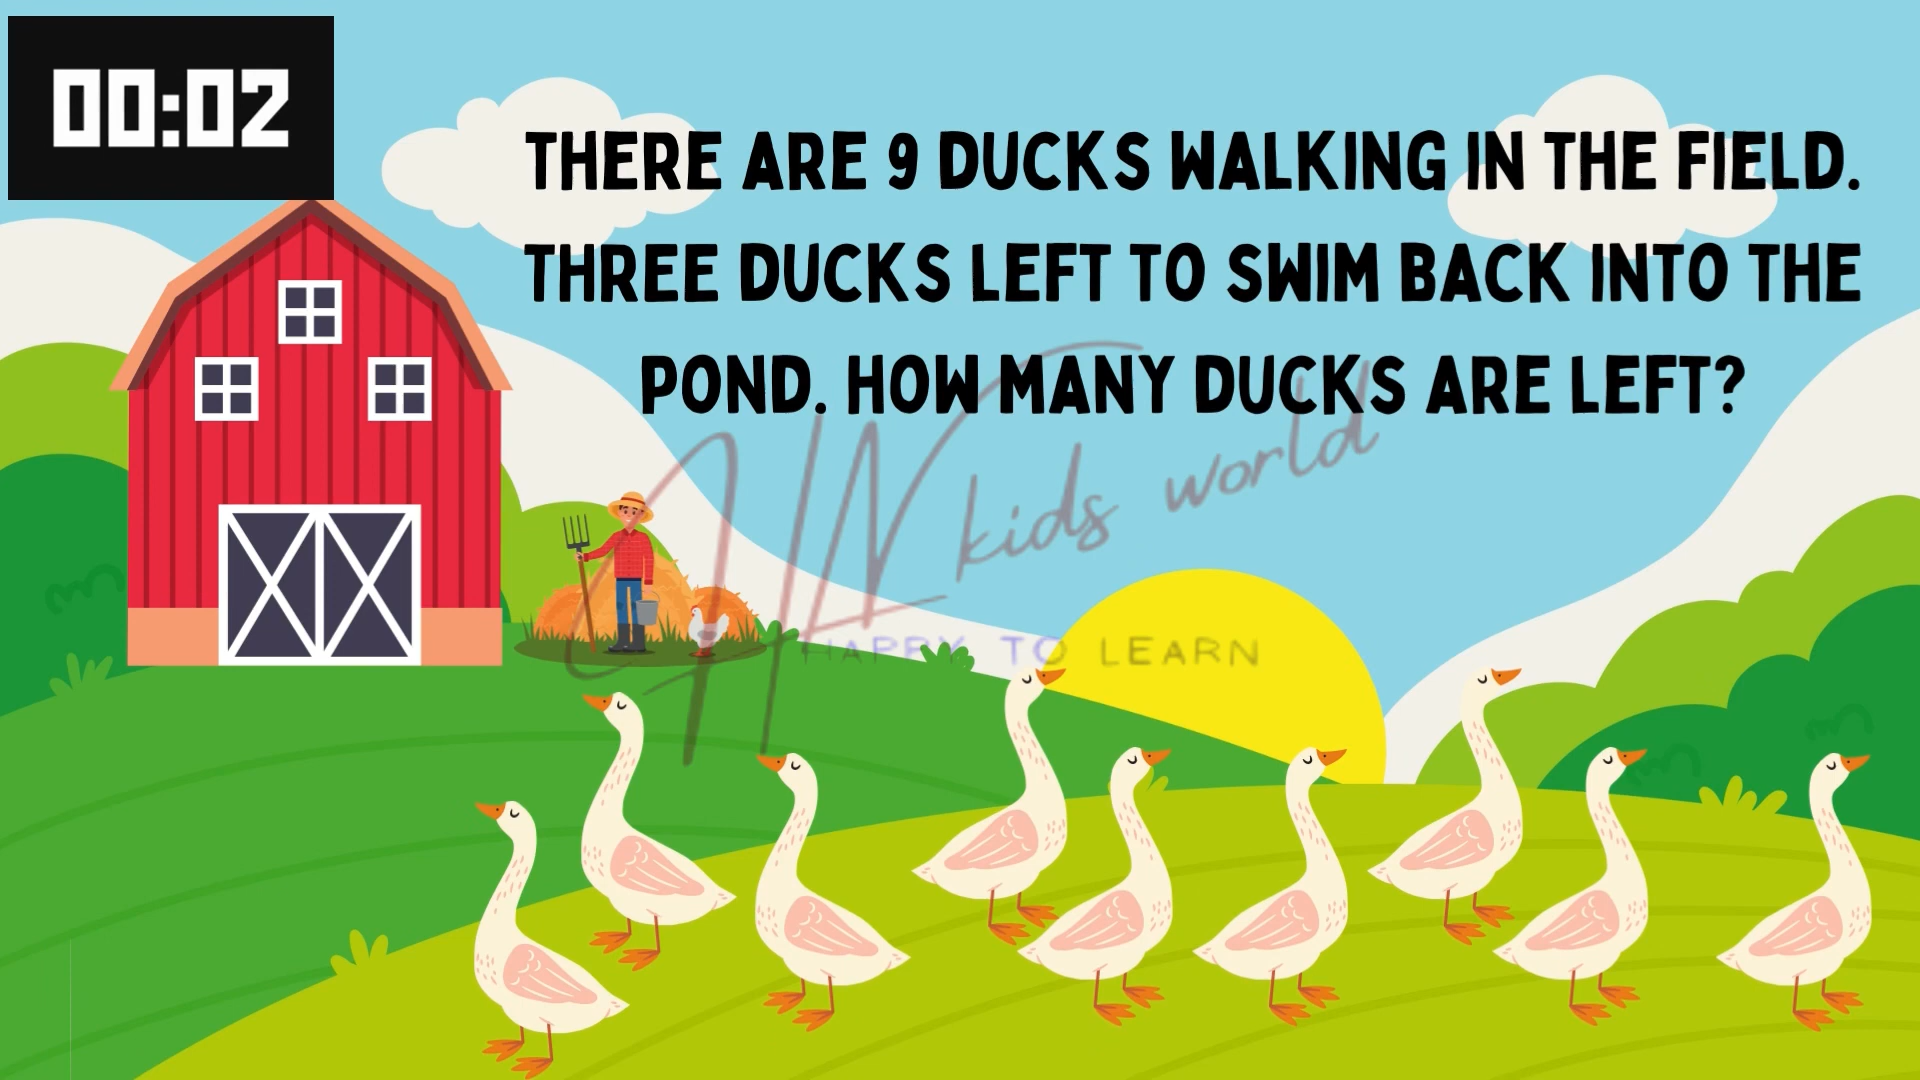 00:02
THERE ARE 9 DUCKS WALKING IN THE FIELD.
THREE DUCKS LEFT TO SWIM BACK INTO THE
POND. HOW MANY DUCKS ARE LEFT?
kids world
HAPPY TO LEARN